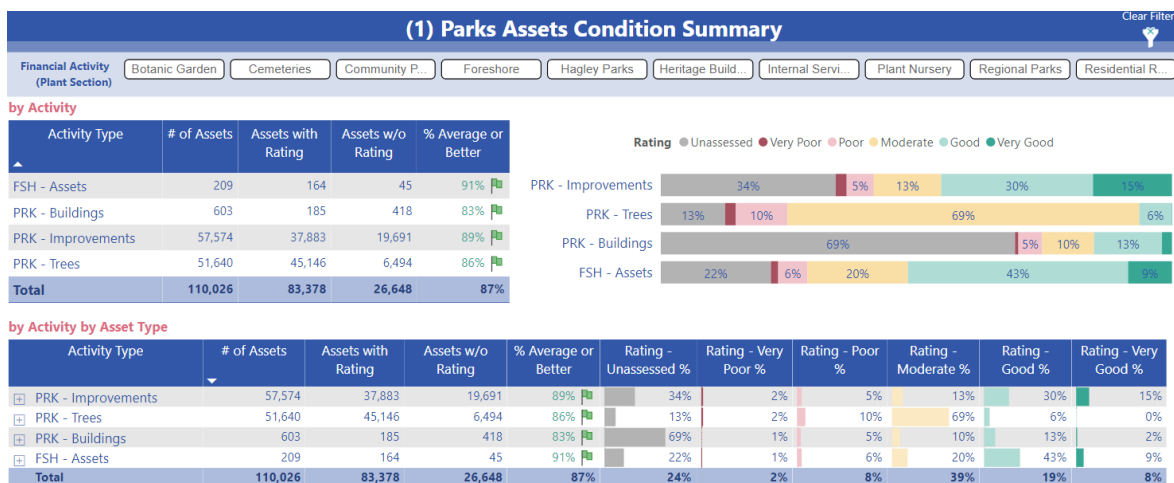 (1) Parks Assets Condition Summary
Clear Filter
Financial Activity
(Plant Section)
Botanic Garden
Cemeteries
Community P...
Foreshore
Hagley Parks
Heritage Build...
Internal Servi...
Plant Nursery
Regional Parks
Residential R...
by Activity
Activity Type # of Assets Assets with Rating Assets w/o Rating % Average or Better
FSH - Assets 209 164 45 91%
PRK - Buildings 603 185 418 83%
PRK - Improvements 57,574 37,883 19,691 89%
PRK - Trees 51,640 45,146 6,494 86%
Total 110,026 83,378 26,648 87%
Rating Unassessed Very Poor Poor Moderate Good Very Good
PRK - Improvements 34% 5% 13% 30% 15%
PRK - Trees 13% 10% 69% 6%
PRK - Buildings 69% 5% 10% 13%
FSH - Assets 22% 6% 20% 43% 9%
by Activity by Asset Type
Activity Type # of Assets Assets with Rating Assets w/o Rating % Average or Better Rating - Unassessed % Rating - Very Poor % Rating - Poor % Rating - Moderate % Rating - Good % Rating - Very Good %
PRK - Improvements 57,574 37,883 19,691 89% 34% 2% 5% 13% 30% 15%
PRK - Trees 51,640 45,146 6,494 86% 13% 2% 10% 69% 6% 0%
PRK - Buildings 603 185 418 83% 69% 1% 5% 10% 13% 2%
FSH - Assets 209 164 45 91% 22% 1% 6% 20% 43% 9%
Total 110,026 83,378 26,648 87% 24% 2% 8% 39% 19% 8%